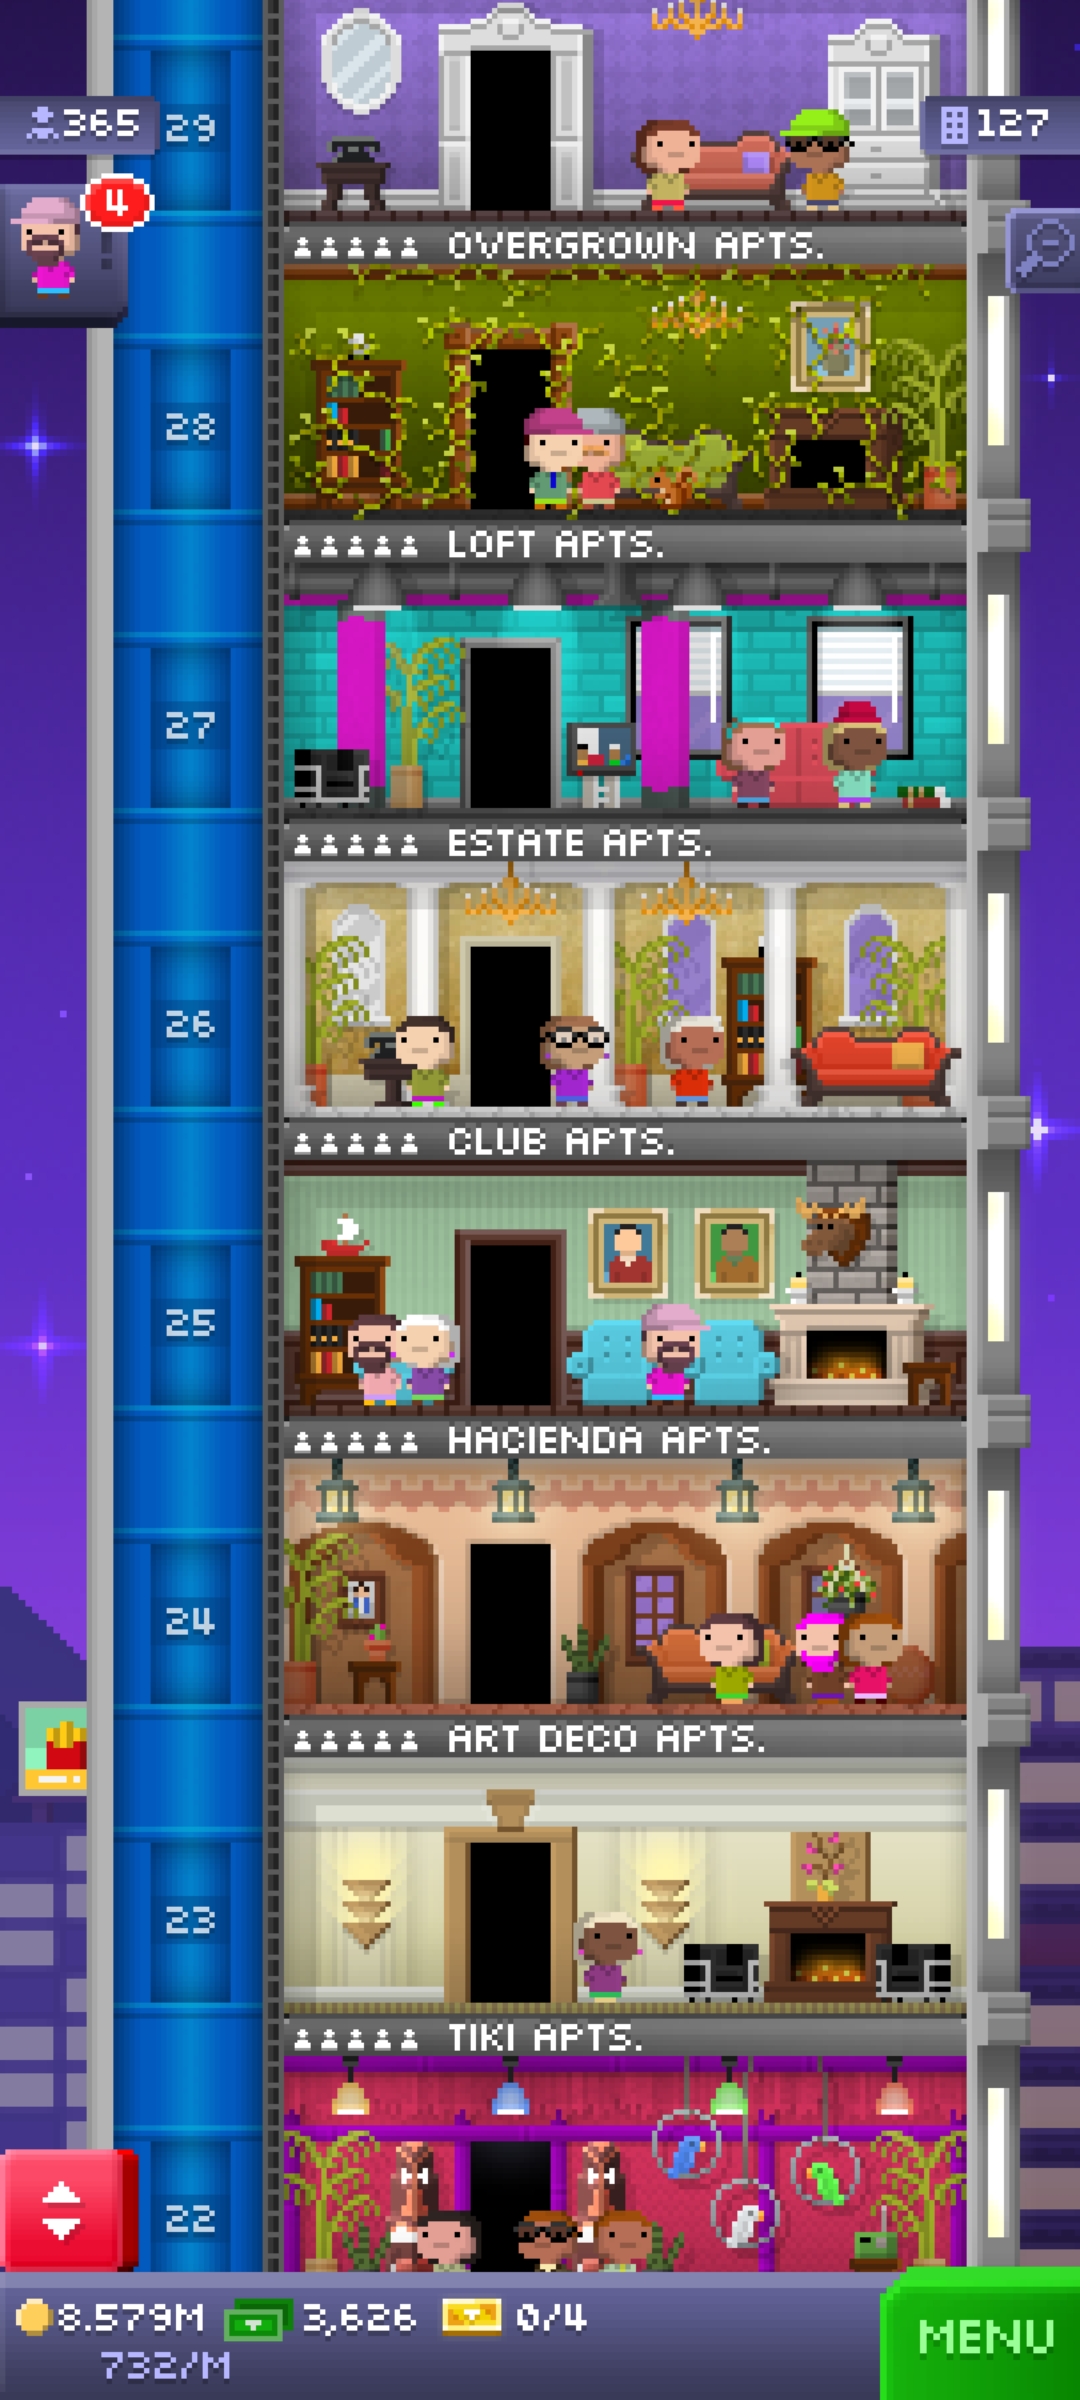 365
29
127
4
OVERGROWN APTS.
28
LOFT APTS.
27
ESTATE APTS.
26
CLUB APTS.
25
HACIENDA APTS.
24
ART DECO APTS.
23
TIKI APTS.
22
8.579M 3,626 0/4
732/M
MENU